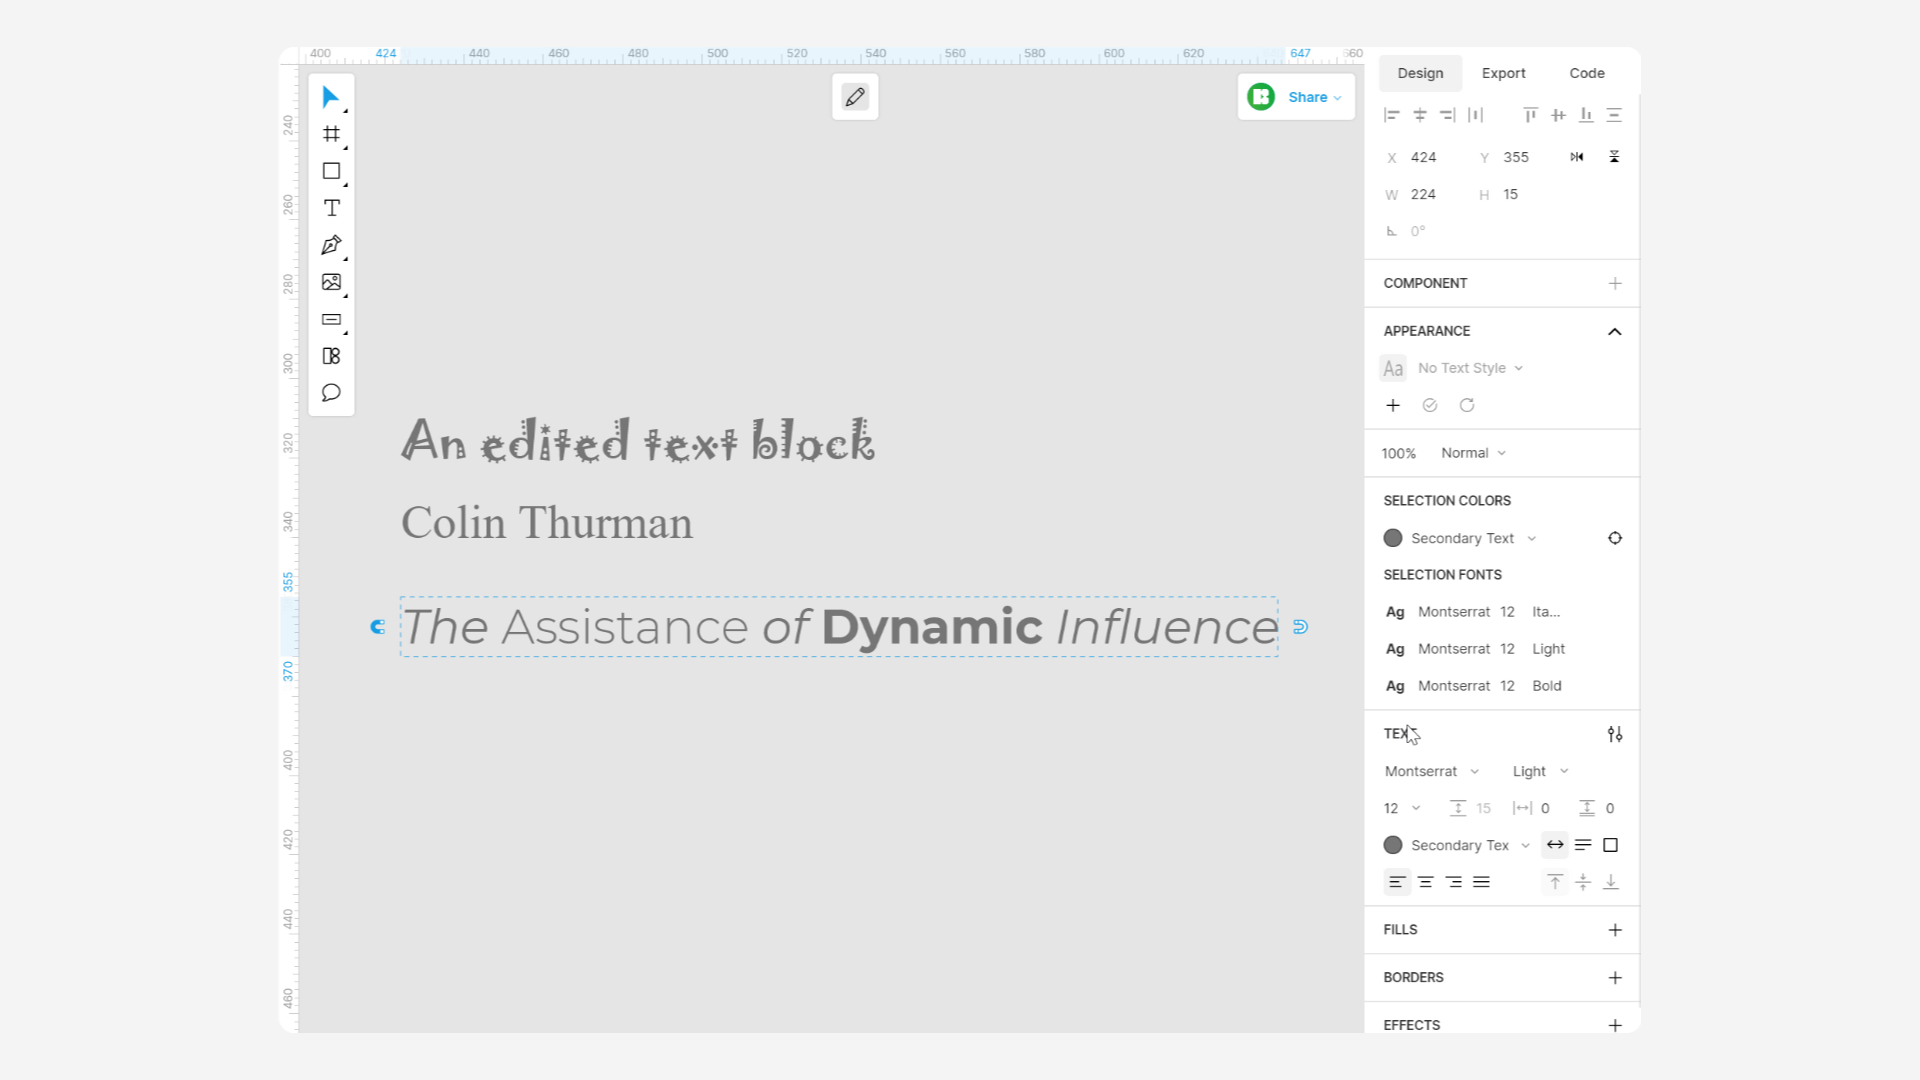 400 424 440 460 480 500 520 540 560 580 600 620 647 660
Design Export Code
Share
X 424 Y 355
W 224 H 15
0°
COMPONENT
APPEARANCE
Aa No Text Style
100% Normal
SELECTION COLORS
Secondary Text
SELECTION FONTS
Ag Montserrat 12 Ita...
Ag Montserrat 12 Light
Ag Montserrat 12 Bold
TEXT
Montserrat Light
12 15 0 0
Secondary Tex
FILLS
BORDERS
EFFECTS
240
260
280
300
320
340
355
370
400
420
440
460
An edited text block
Colin Thurman
The Assistance of Dynamic Influence